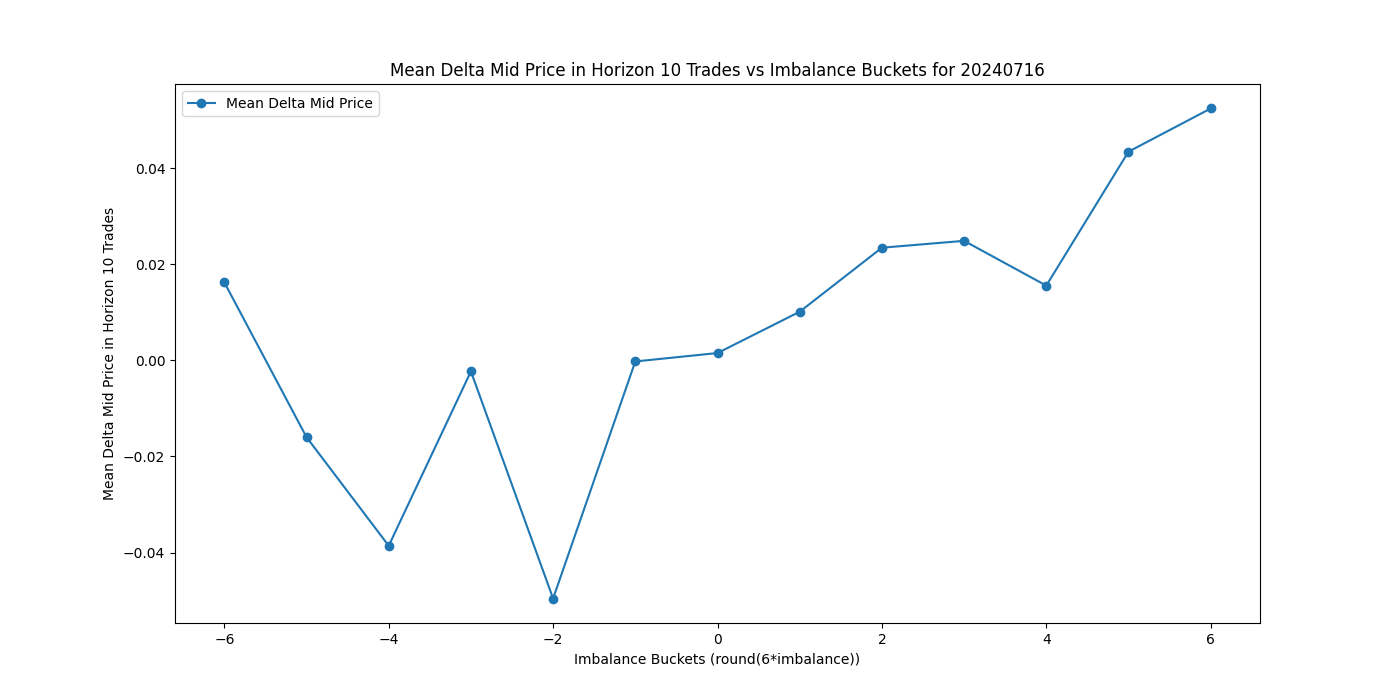 Mean Delta Mid Price in Horizon 10 Trades vs Imbalance Buckets for 20240716
Mean Delta Mid Price
Mean Delta Mid Price in Horizon 10 Trades
0.04
0.02
0.00
−0.02
−0.04
−6 −4 −2 0 2 4 6
Imbalance Buckets (round(6*imbalance))